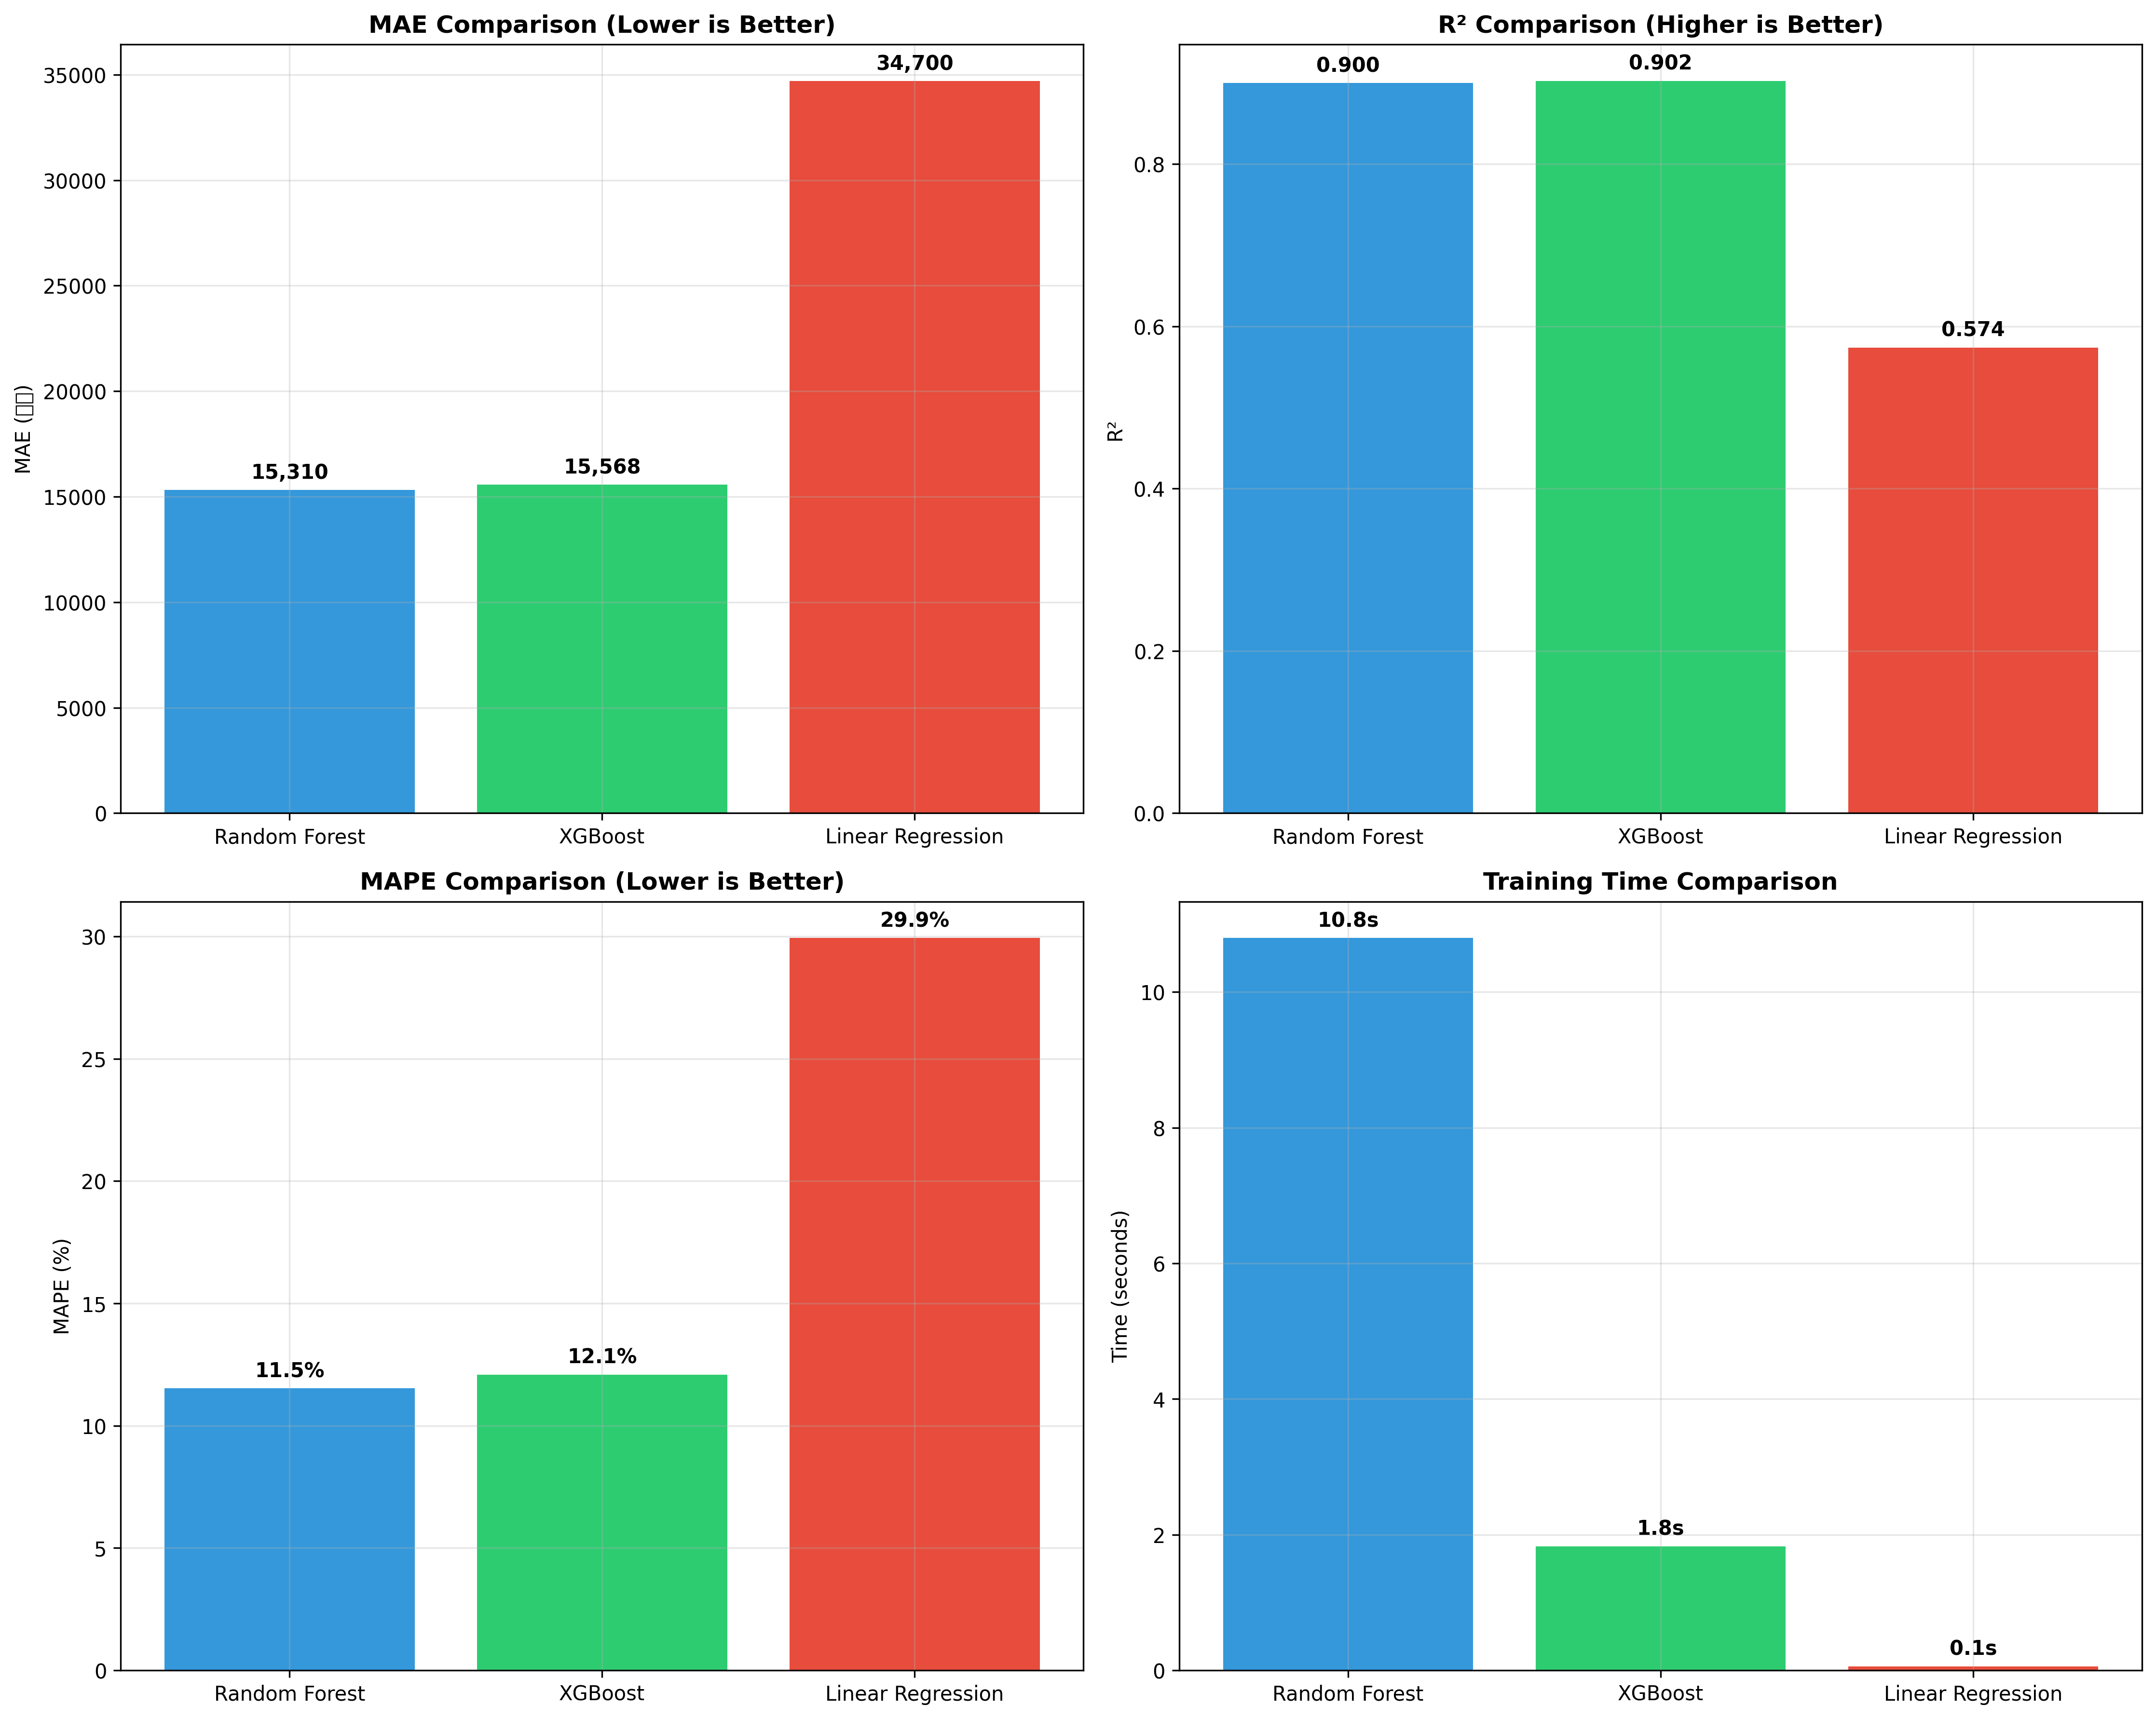 MAE Comparison (Lower is Better)
MAE (□□)
35000
30000
25000
20000
15000
10000
5000
0
15,310
15,568
34,700
Random Forest
XGBoost
Linear Regression
R² Comparison (Higher is Better)
R²
0.8
0.6
0.4
0.2
0.0
0.900
0.902
0.574
Random Forest
XGBoost
Linear Regression
MAPE Comparison (Lower is Better)
MAPE (%)
30
25
20
15
10
5
0
11.5%
12.1%
29.9%
Random Forest
XGBoost
Linear Regression
Training Time Comparison
Time (seconds)
10
8
6
4
2
0
10.8s
1.8s
0.1s
Random Forest
XGBoost
Linear Regression